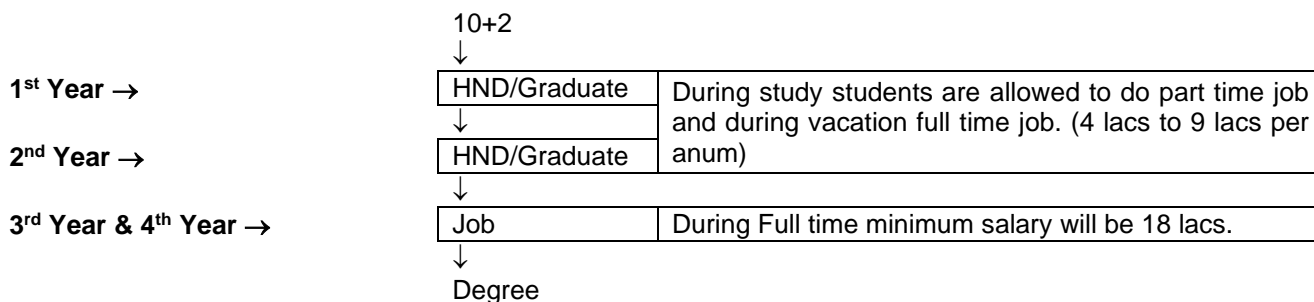 10+2
↓
1st Year → HND/Graduate During study students are allowed to do part time job
↓ and during vacation full time job. (4 lacs to 9 lacs per
2nd Year → HND/Graduate anum)
↓
3rd Year & 4th Year → Job During Full time minimum salary will be 18 lacs.
↓
Degree